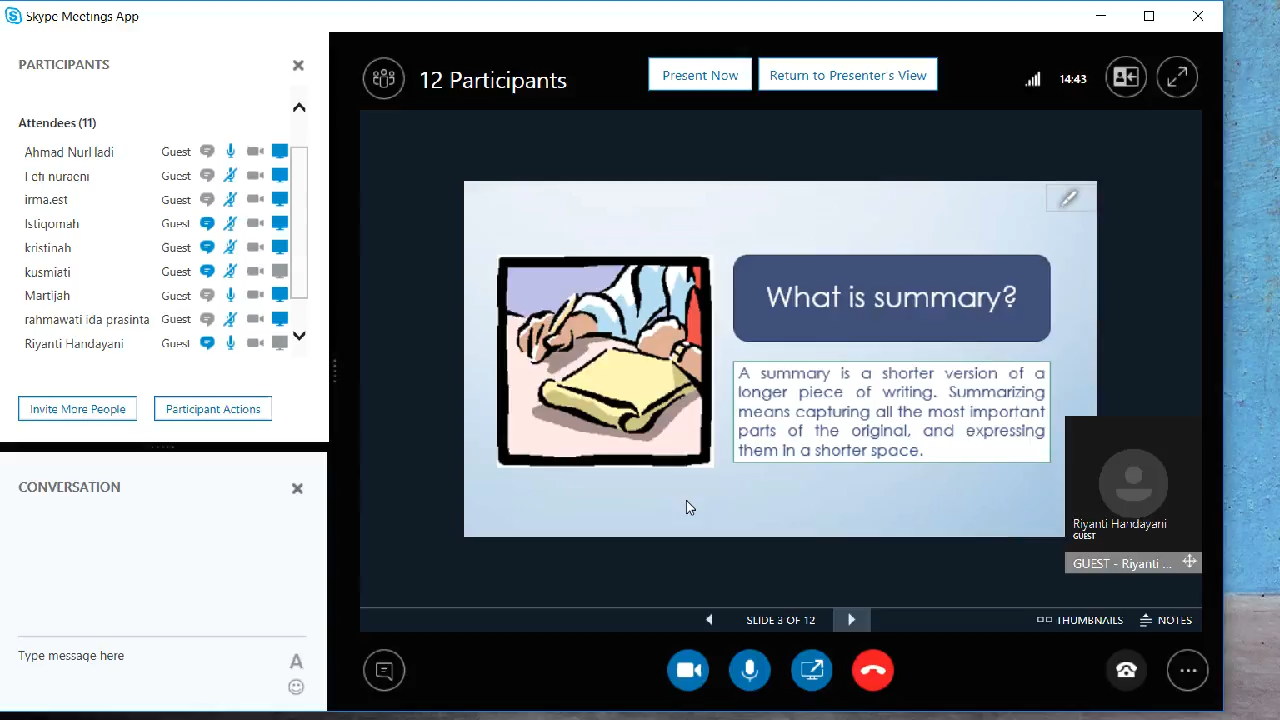 Skype Meetings App
PARTICIPANTS
Attendees (11)
Ahmad Nurl ladi Guest
Guest
irma.est Guest
Istiqomah Guest
kristinah Guest
kusmiati Guest
Martijah Guest
rahmawati ida prasinta Guest
Riyanti Handayani Guest
Invite More People Participant Actions
CONVERSATION
Type message here
A
12 Participants
Present Now Return to Presenter's View
14:43
What is summary?
A summary is a shorter version of a
longer piece of writing. Summarizing
means capturing all the most important
parts of the original, and expressing
them in a shorter space.
Riyanti Handayani
GUEST
GUEST - Riyanti ...
SLIDE 3 OF 12
THUMBNAILS NOTES